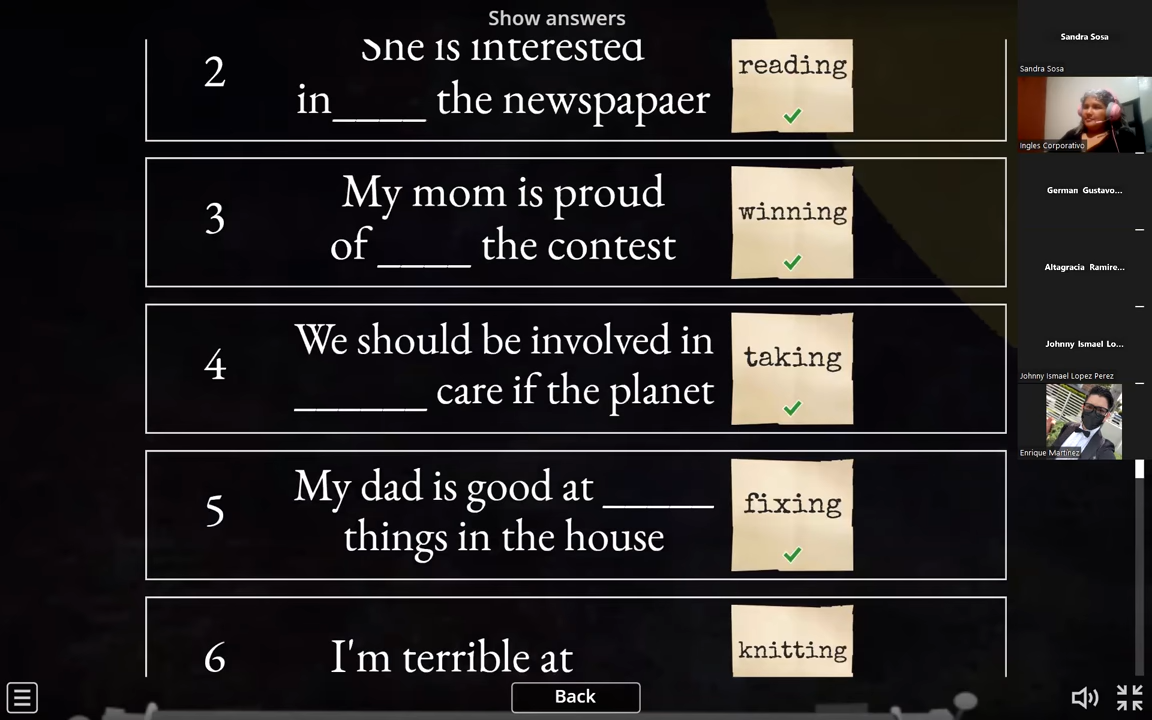 Show answers
2
She is interested
in____ the newspapaer
reading
3
My mom is proud
of ____ the contest
winning
4
We should be involved in
______ care if the planet
taking
5
My dad is good at _____
things in the house
fixing
6
I'm terrible at
knitting
Back
Sandra Sosa
Sandra Sosa
Ingles Corporativo
German Gustavo...
Altagracia Ramire...
Johnny Ismael Lo...
Johnny Ismael Lopez Perez
Enrique Martinez